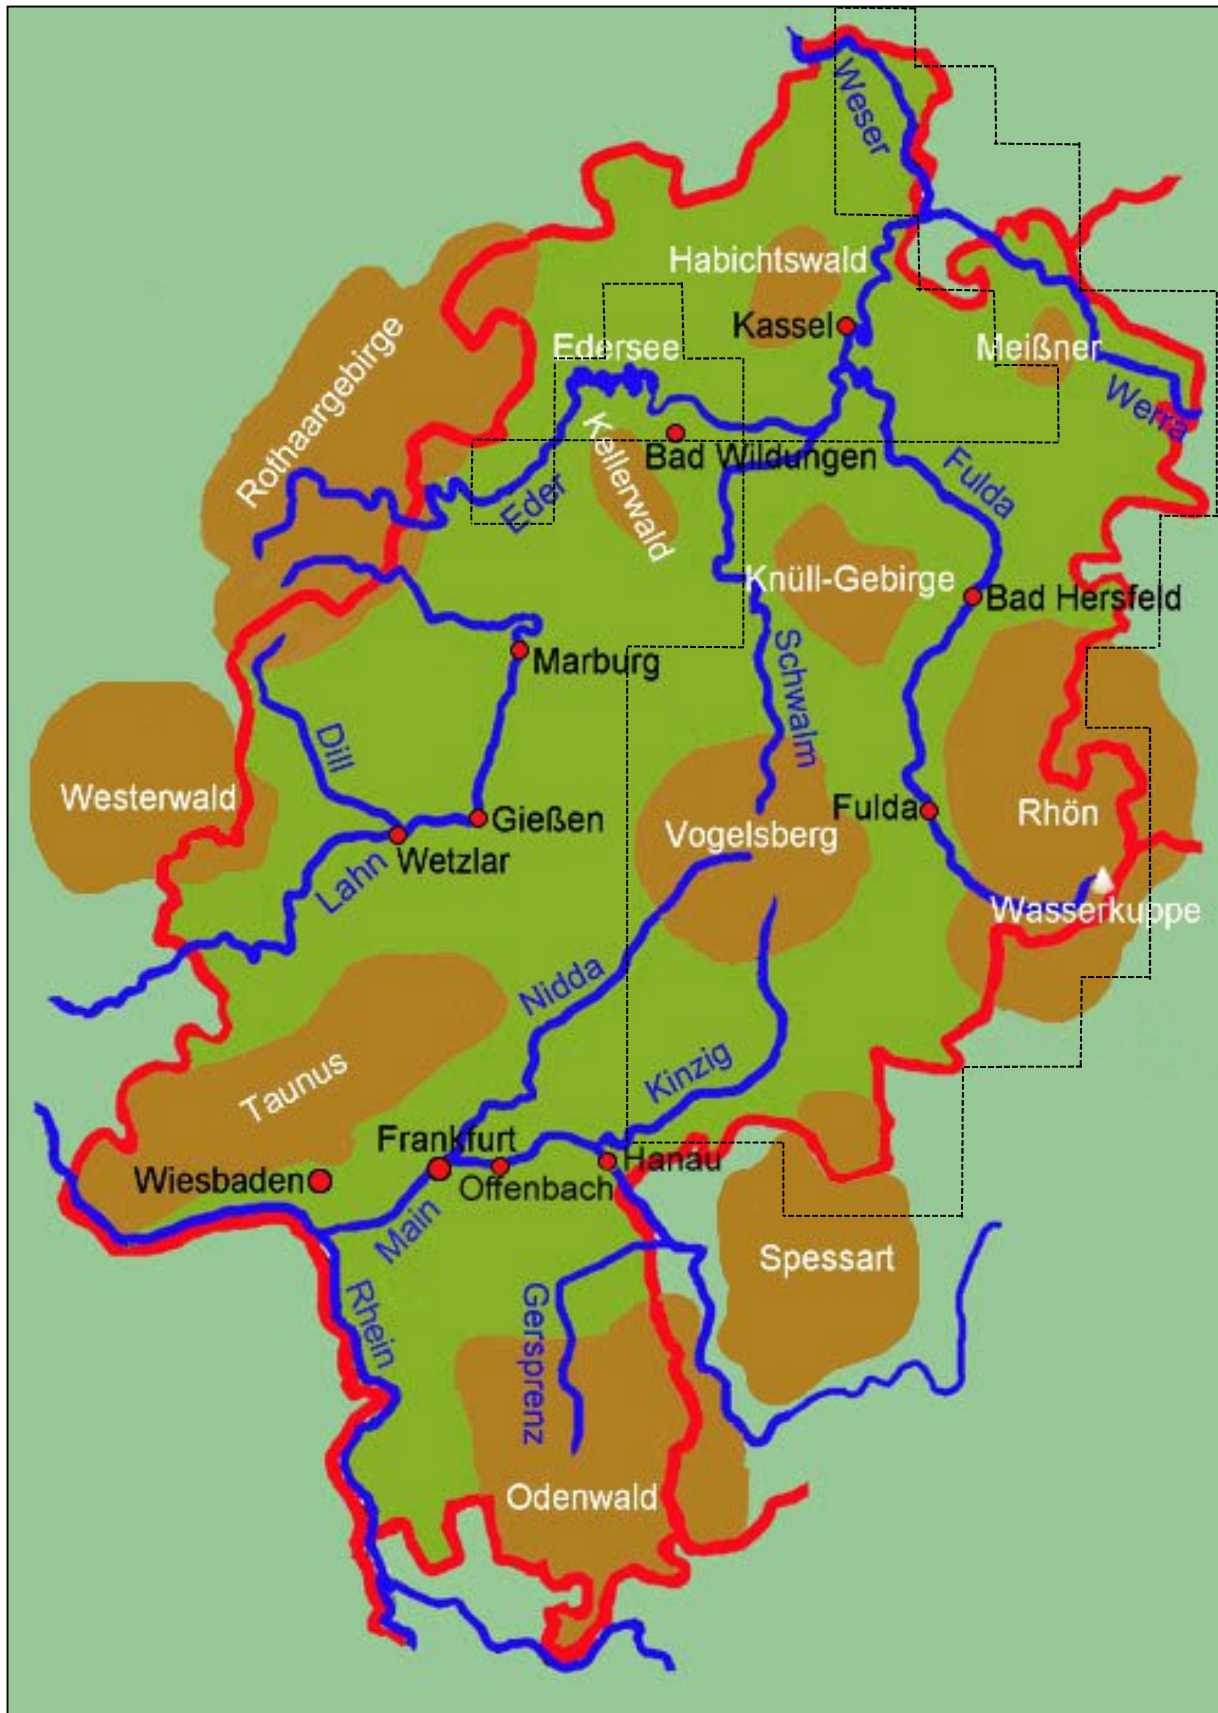 Weser
Habichtswald
Kassel
Edersee
Meißner
Werra
Rothaargebirge
Kellerwald
Bad Wildungen
Eder
Fulda
Knüll-Gebirge
Bad Hersfeld
Marburg
Schwalm
Dill
Westerwald
Gießen
Fulda
Rhön
Vogelsberg
Wetzlar
Lahn
Wasserkuppe
Nidda
Kinzig
Taunus
Frankfurt
Hanau
Wiesbaden
Offenbach
Main
Spessart
Rhein
Gersprenz
Odenwald